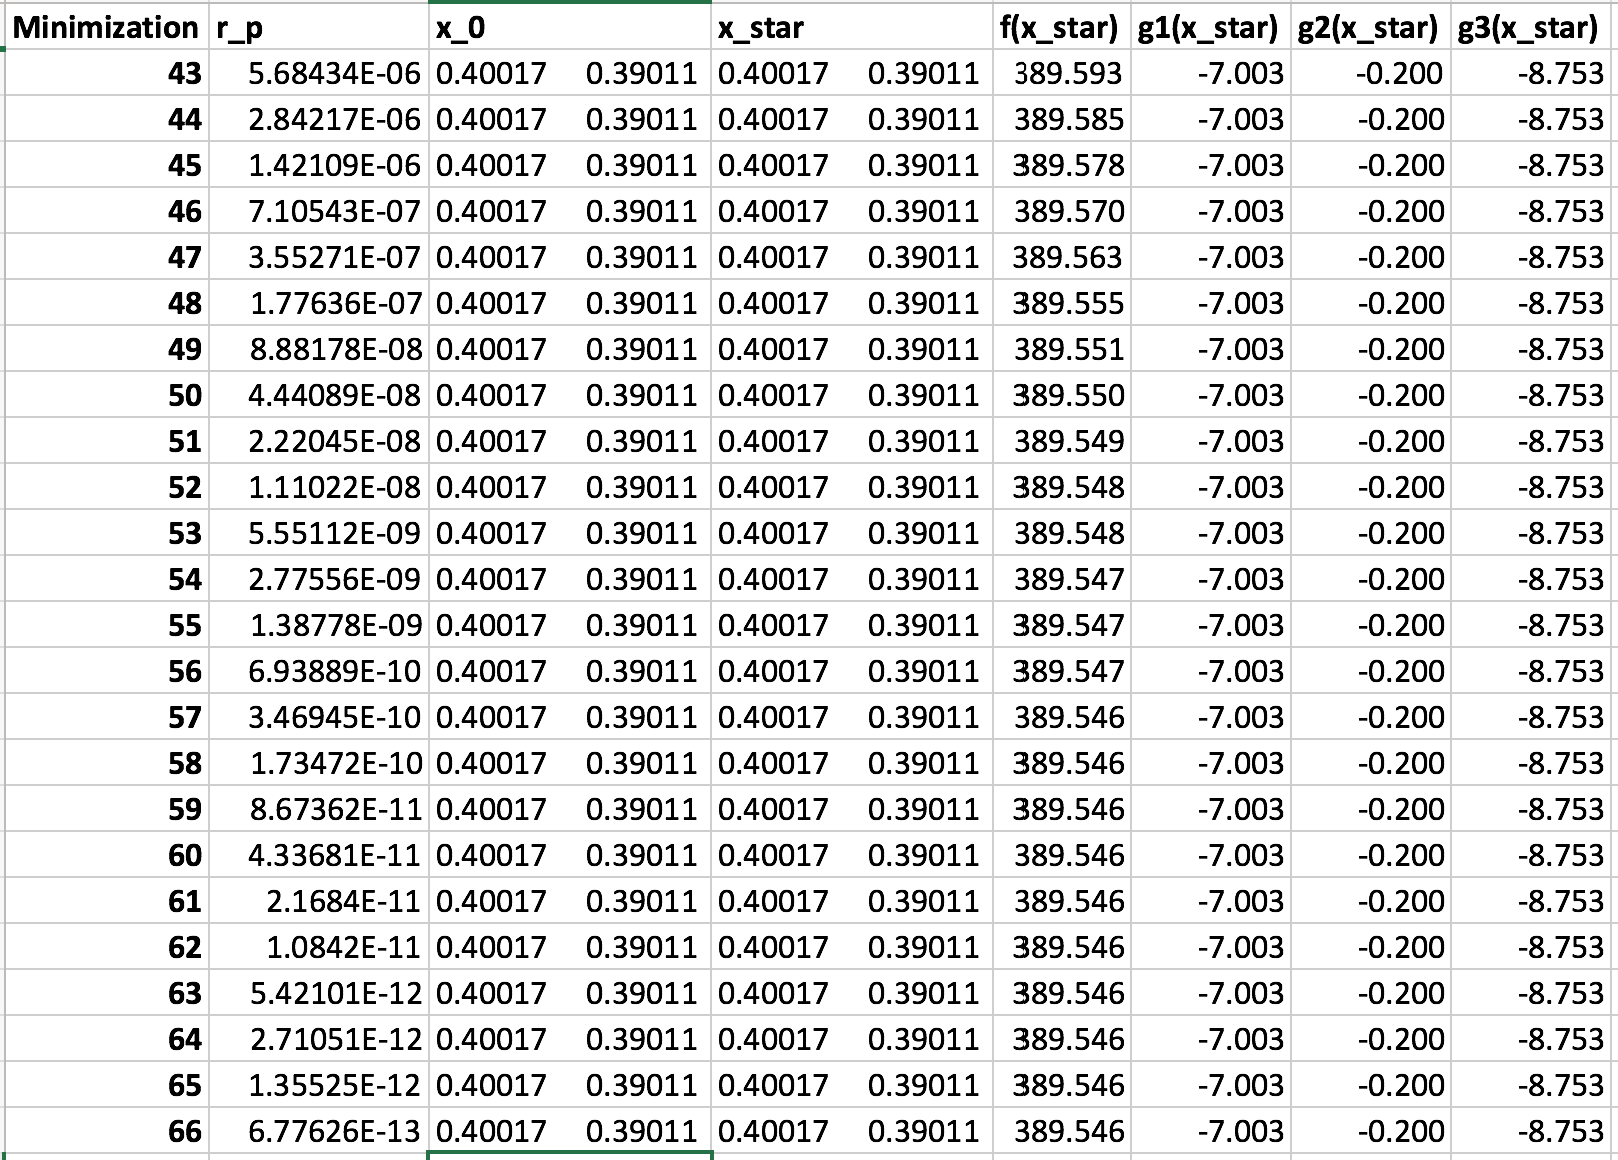 Minimization r_p x_0 x_star f(x_star) g1(x_star) g2(x_star) g3(x_star)
43 5.68434E-06 0.40017 0.39011 0.40017 0.39011 389.593 -7.003 -0.200 -8.753
44 2.84217E-06 0.40017 0.39011 0.40017 0.39011 389.585 -7.003 -0.200 -8.753
45 1.42109E-06 0.40017 0.39011 0.40017 0.39011 389.578 -7.003 -0.200 -8.753
46 7.10543E-07 0.40017 0.39011 0.40017 0.39011 389.570 -7.003 -0.200 -8.753
47 3.55271E-07 0.40017 0.39011 0.40017 0.39011 389.563 -7.003 -0.200 -8.753
48 1.77636E-07 0.40017 0.39011 0.40017 0.39011 389.555 -7.003 -0.200 -8.753
49 8.88178E-08 0.40017 0.39011 0.40017 0.39011 389.551 -7.003 -0.200 -8.753
50 4.44089E-08 0.40017 0.39011 0.40017 0.39011 389.550 -7.003 -0.200 -8.753
51 2.22045E-08 0.40017 0.39011 0.40017 0.39011 389.549 -7.003 -0.200 -8.753
52 1.11022E-08 0.40017 0.39011 0.40017 0.39011 389.548 -7.003 -0.200 -8.753
53 5.55112E-09 0.40017 0.39011 0.40017 0.39011 389.548 -7.003 -0.200 -8.753
54 2.77556E-09 0.40017 0.39011 0.40017 0.39011 389.547 -7.003 -0.200 -8.753
55 1.38778E-09 0.40017 0.39011 0.40017 0.39011 389.547 -7.003 -0.200 -8.753
56 6.93889E-10 0.40017 0.39011 0.40017 0.39011 389.547 -7.003 -0.200 -8.753
57 3.46945E-10 0.40017 0.39011 0.40017 0.39011 389.546 -7.003 -0.200 -8.753
58 1.73472E-10 0.40017 0.39011 0.40017 0.39011 389.546 -7.003 -0.200 -8.753
59 8.67362E-11 0.40017 0.39011 0.40017 0.39011 389.546 -7.003 -0.200 -8.753
60 4.33681E-11 0.40017 0.39011 0.40017 0.39011 389.546 -7.003 -0.200 -8.753
61 2.1684E-11 0.40017 0.39011 0.40017 0.39011 389.546 -7.003 -0.200 -8.753
62 1.0842E-11 0.40017 0.39011 0.40017 0.39011 389.546 -7.003 -0.200 -8.753
63 5.42101E-12 0.40017 0.39011 0.40017 0.39011 389.546 -7.003 -0.200 -8.753
64 2.71051E-12 0.40017 0.39011 0.40017 0.39011 389.546 -7.003 -0.200 -8.753
65 1.35525E-12 0.40017 0.39011 0.40017 0.39011 389.546 -7.003 -0.200 -8.753
66 6.77626E-13 0.40017 0.39011 0.40017 0.39011 389.546 -7.003 -0.200 -8.753